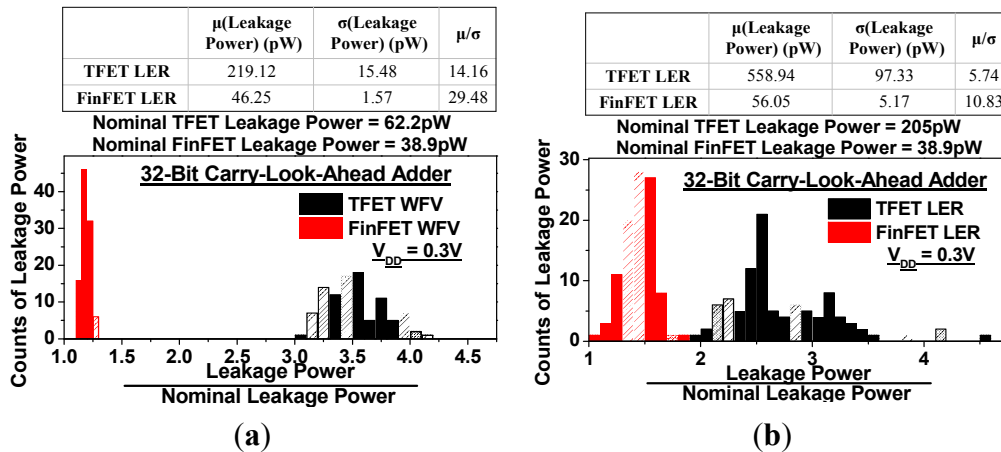 μ(Leakage Power) (pW) σ(Leakage Power) (pW) μ/σ
TFET LER 219.12 15.48 14.16
FinFET LER 46.25 1.57 29.48
Nominal TFET Leakage Power = 62.2pW
Nominal FinFET Leakage Power = 38.9pW
32-Bit Carry-Look-Ahead Adder
TFET WFV
FinFET WFV
V_DD = 0.3V
Counts of Leakage Power
40
30
20
10
0
1.0 1.5 2.0 2.5 3.0 3.5 4.0 4.5
Leakage Power
Nominal Leakage Power
(a)
μ(Leakage Power) (pW) σ(Leakage Power) (pW) μ/σ
TFET LER 558.94 97.33 5.74
FinFET LER 56.05 5.17 10.83
Nominal TFET Leakage Power = 205pW
Nominal FinFET Leakage Power = 38.9pW
32-Bit Carry-Look-Ahead Adder
TFET LER
FinFET LER
V_DD = 0.3V
Counts of Leakage Power
30
20
10
0
1 2 3 4
Leakage Power
Nominal Leakage Power
(b)